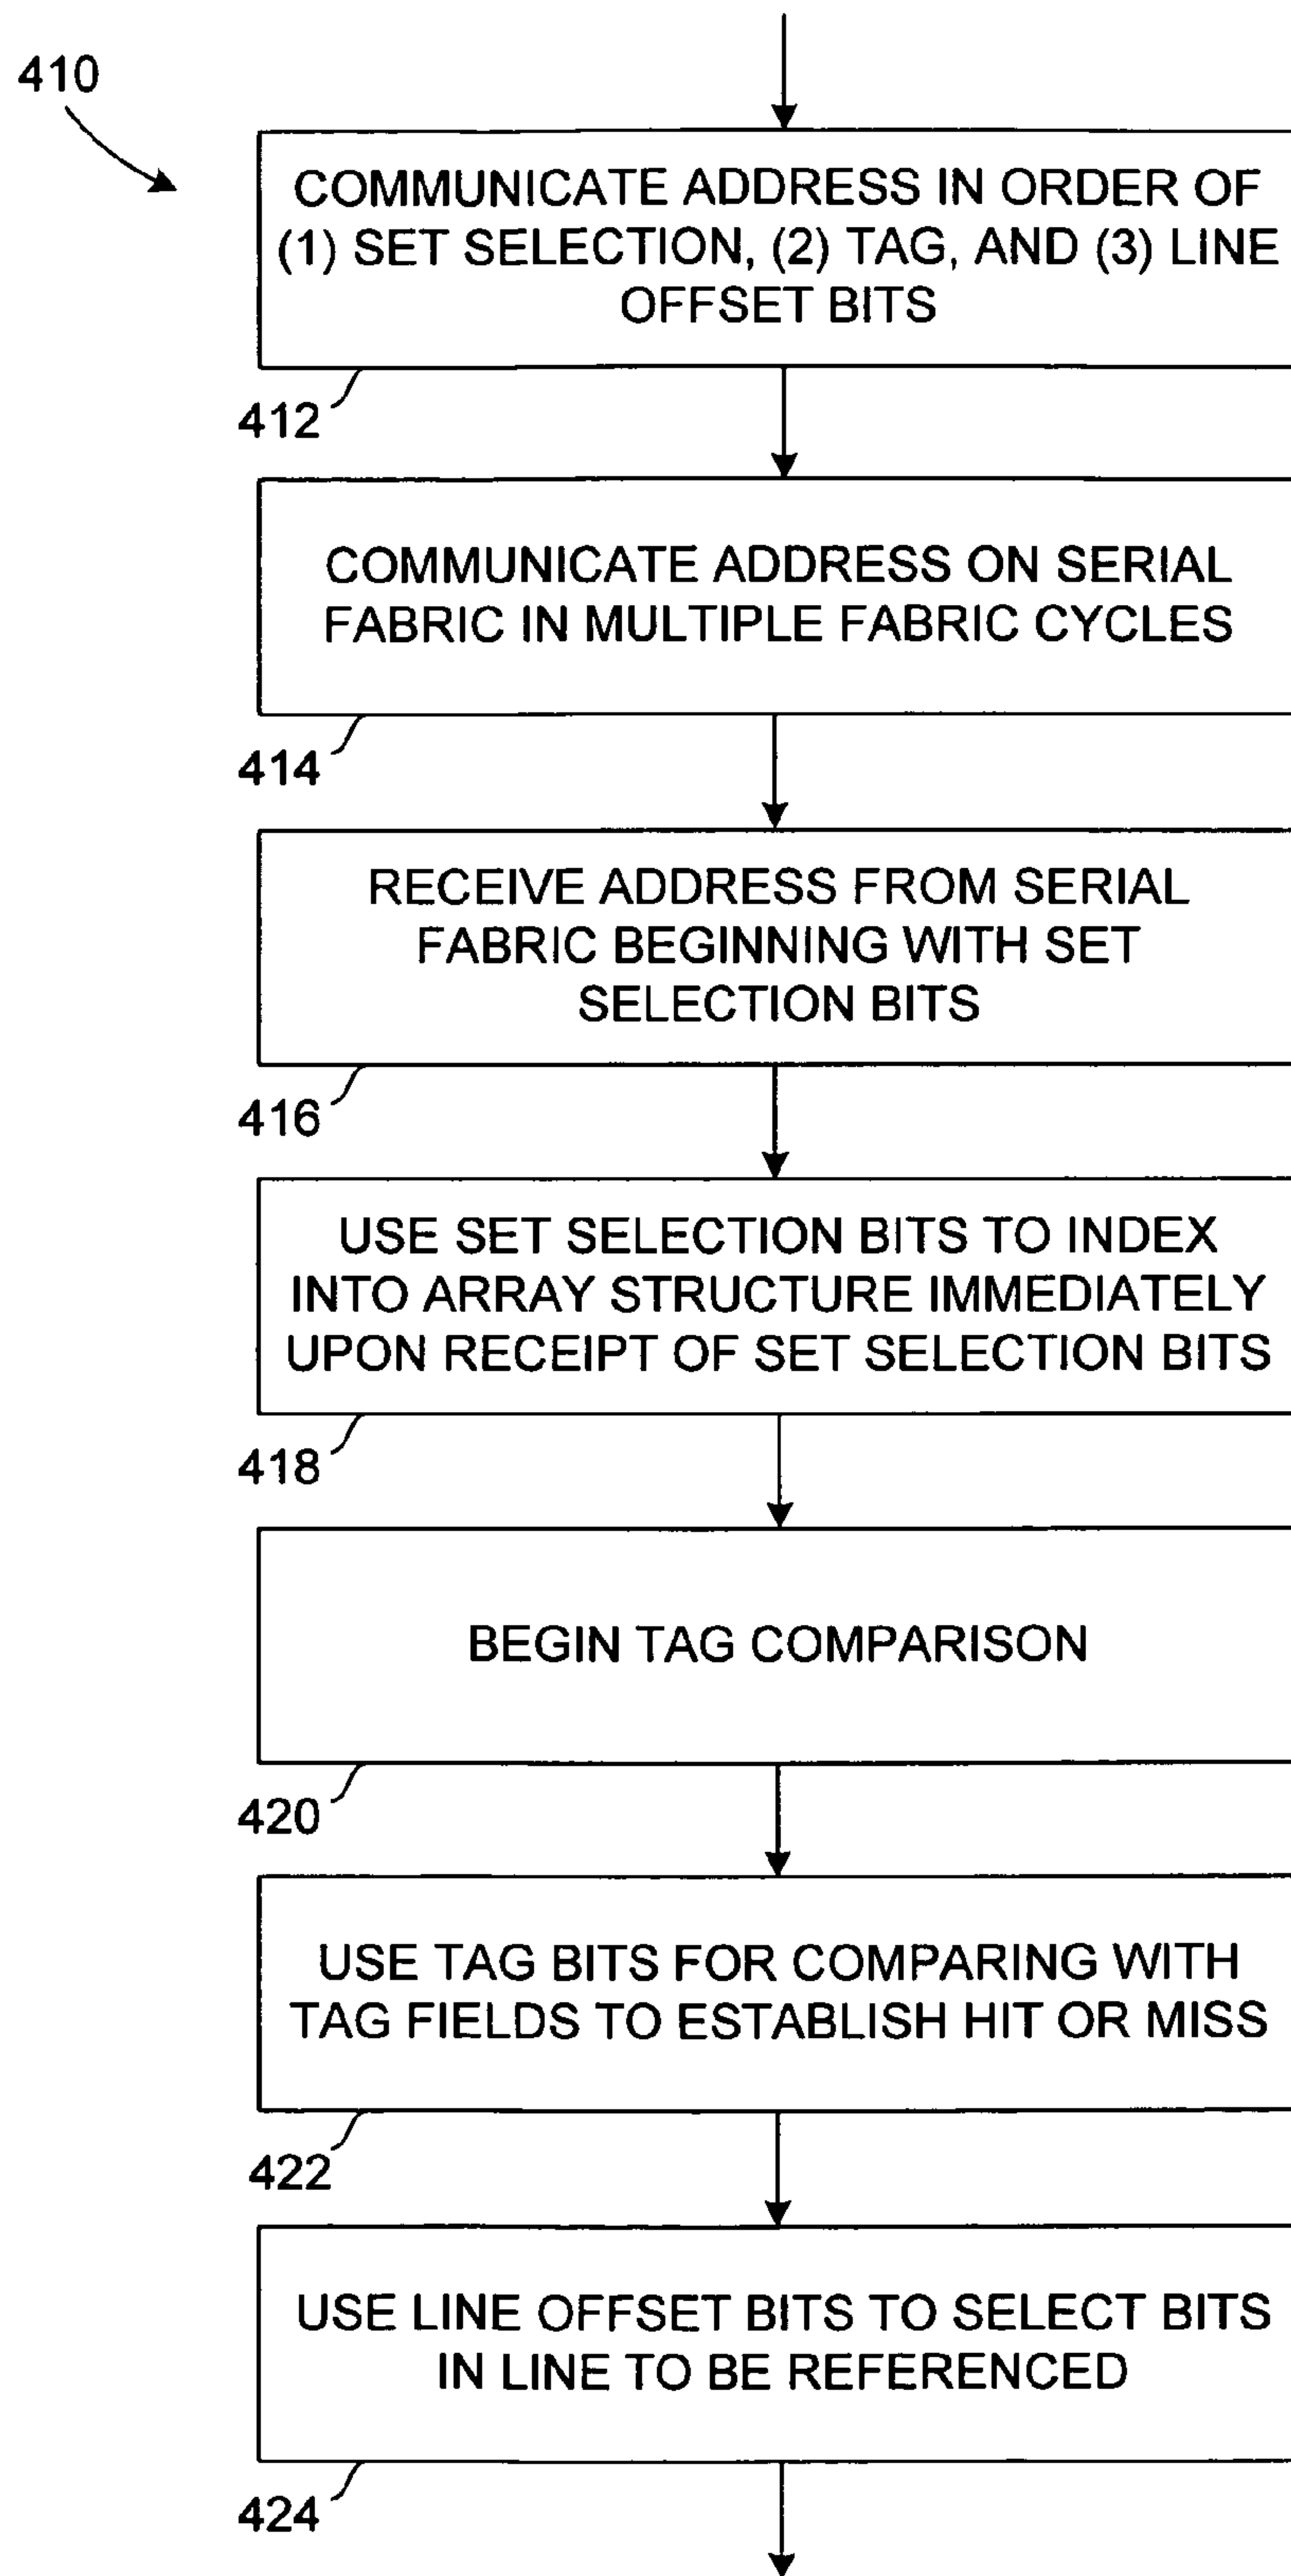 410
COMMUNICATE ADDRESS IN ORDER OF
(1) SET SELECTION, (2) TAG, AND (3) LINE
OFFSET BITS
412
COMMUNICATE ADDRESS ON SERIAL
FABRIC IN MULTIPLE FABRIC CYCLES
414
RECEIVE ADDRESS FROM SERIAL
FABRIC BEGINNING WITH SET
SELECTION BITS
416
USE SET SELECTION BITS TO INDEX
INTO ARRAY STRUCTURE IMMEDIATELY
UPON RECEIPT OF SET SELECTION BITS
418
BEGIN TAG COMPARISON
420
USE TAG BITS FOR COMPARING WITH
TAG FIELDS TO ESTABLISH HIT OR MISS
422
USE LINE OFFSET BITS TO SELECT BITS
IN LINE TO BE REFERENCED
424